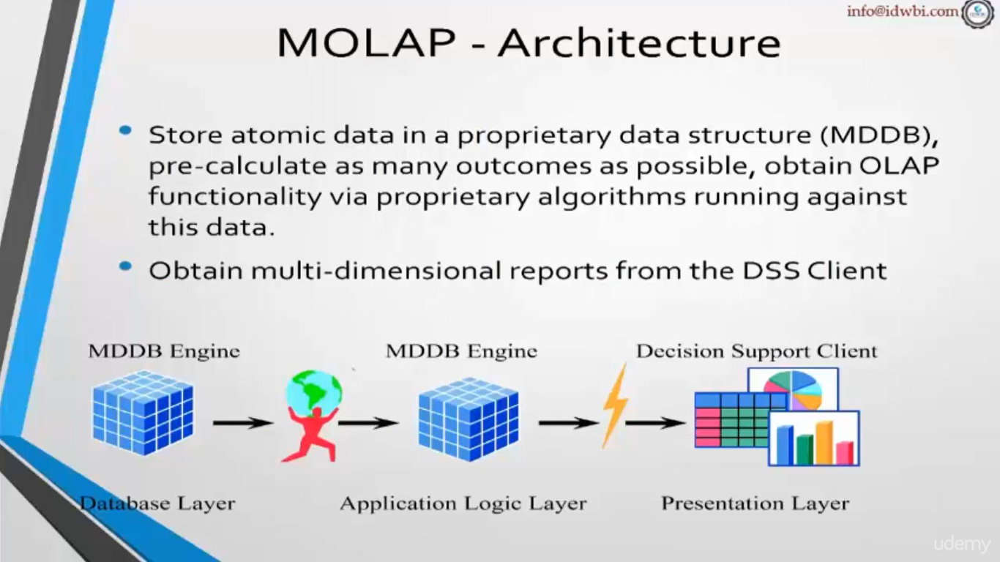 info@idwbi.com
MOLAP - Architecture
Store atomic data in a proprietary data structure (MDDB),
pre-calculate as many outcomes as possible, obtain OLAP
functionality via proprietary algorithms running against
this data.
Obtain multi-dimensional reports from the DSS Client
MDDB Engine
MDDB Engine
Decision Support Client
Database Layer
Application Logic Layer
Presentation Layer
udemy